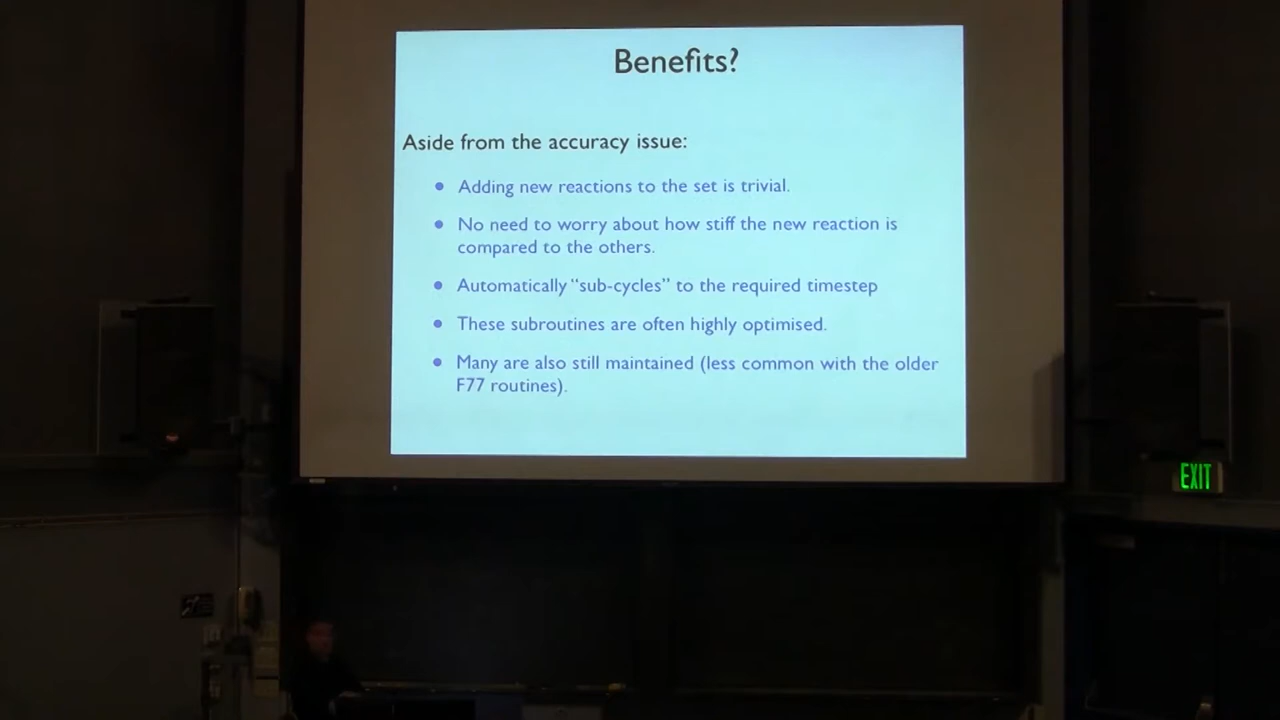 Benefits?
Aside from the accuracy issue:
• Adding new reactions to the set is trivial.
• No need to worry about how stiff the new reaction is
compared to the others.
• Automatically “sub-cycles” to the required timestep
• These subroutines are often highly optimised.
• Many are also still maintained (less common with the older
F77 routines).
EXIT